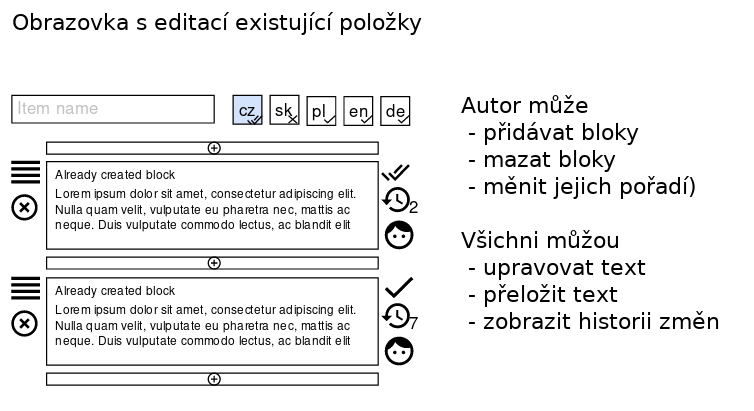 Obrazovka s editací existující položky
Item name
cz sk pl en de
Autor může
- přidávat bloky
- mazat bloky
- měnit jejich pořadí)
Already created block
Lorem ipsum dolor sit amet, consectetur adipiscing elit.
Nulla quam velit, vulputate eu pharetra nec, mattis ac
neque. Duis vulputate commodo lectus, ac blandit elit
2
Všichni můžou
- upravovat text
- přeložit text
- zobrazit historii změn
Already created block
Lorem ipsum dolor sit amet, consectetur adipiscing elit.
Nulla quam velit, vulputate eu pharetra nec, mattis ac
neque. Duis vulputate commodo lectus, ac blandit elit
7